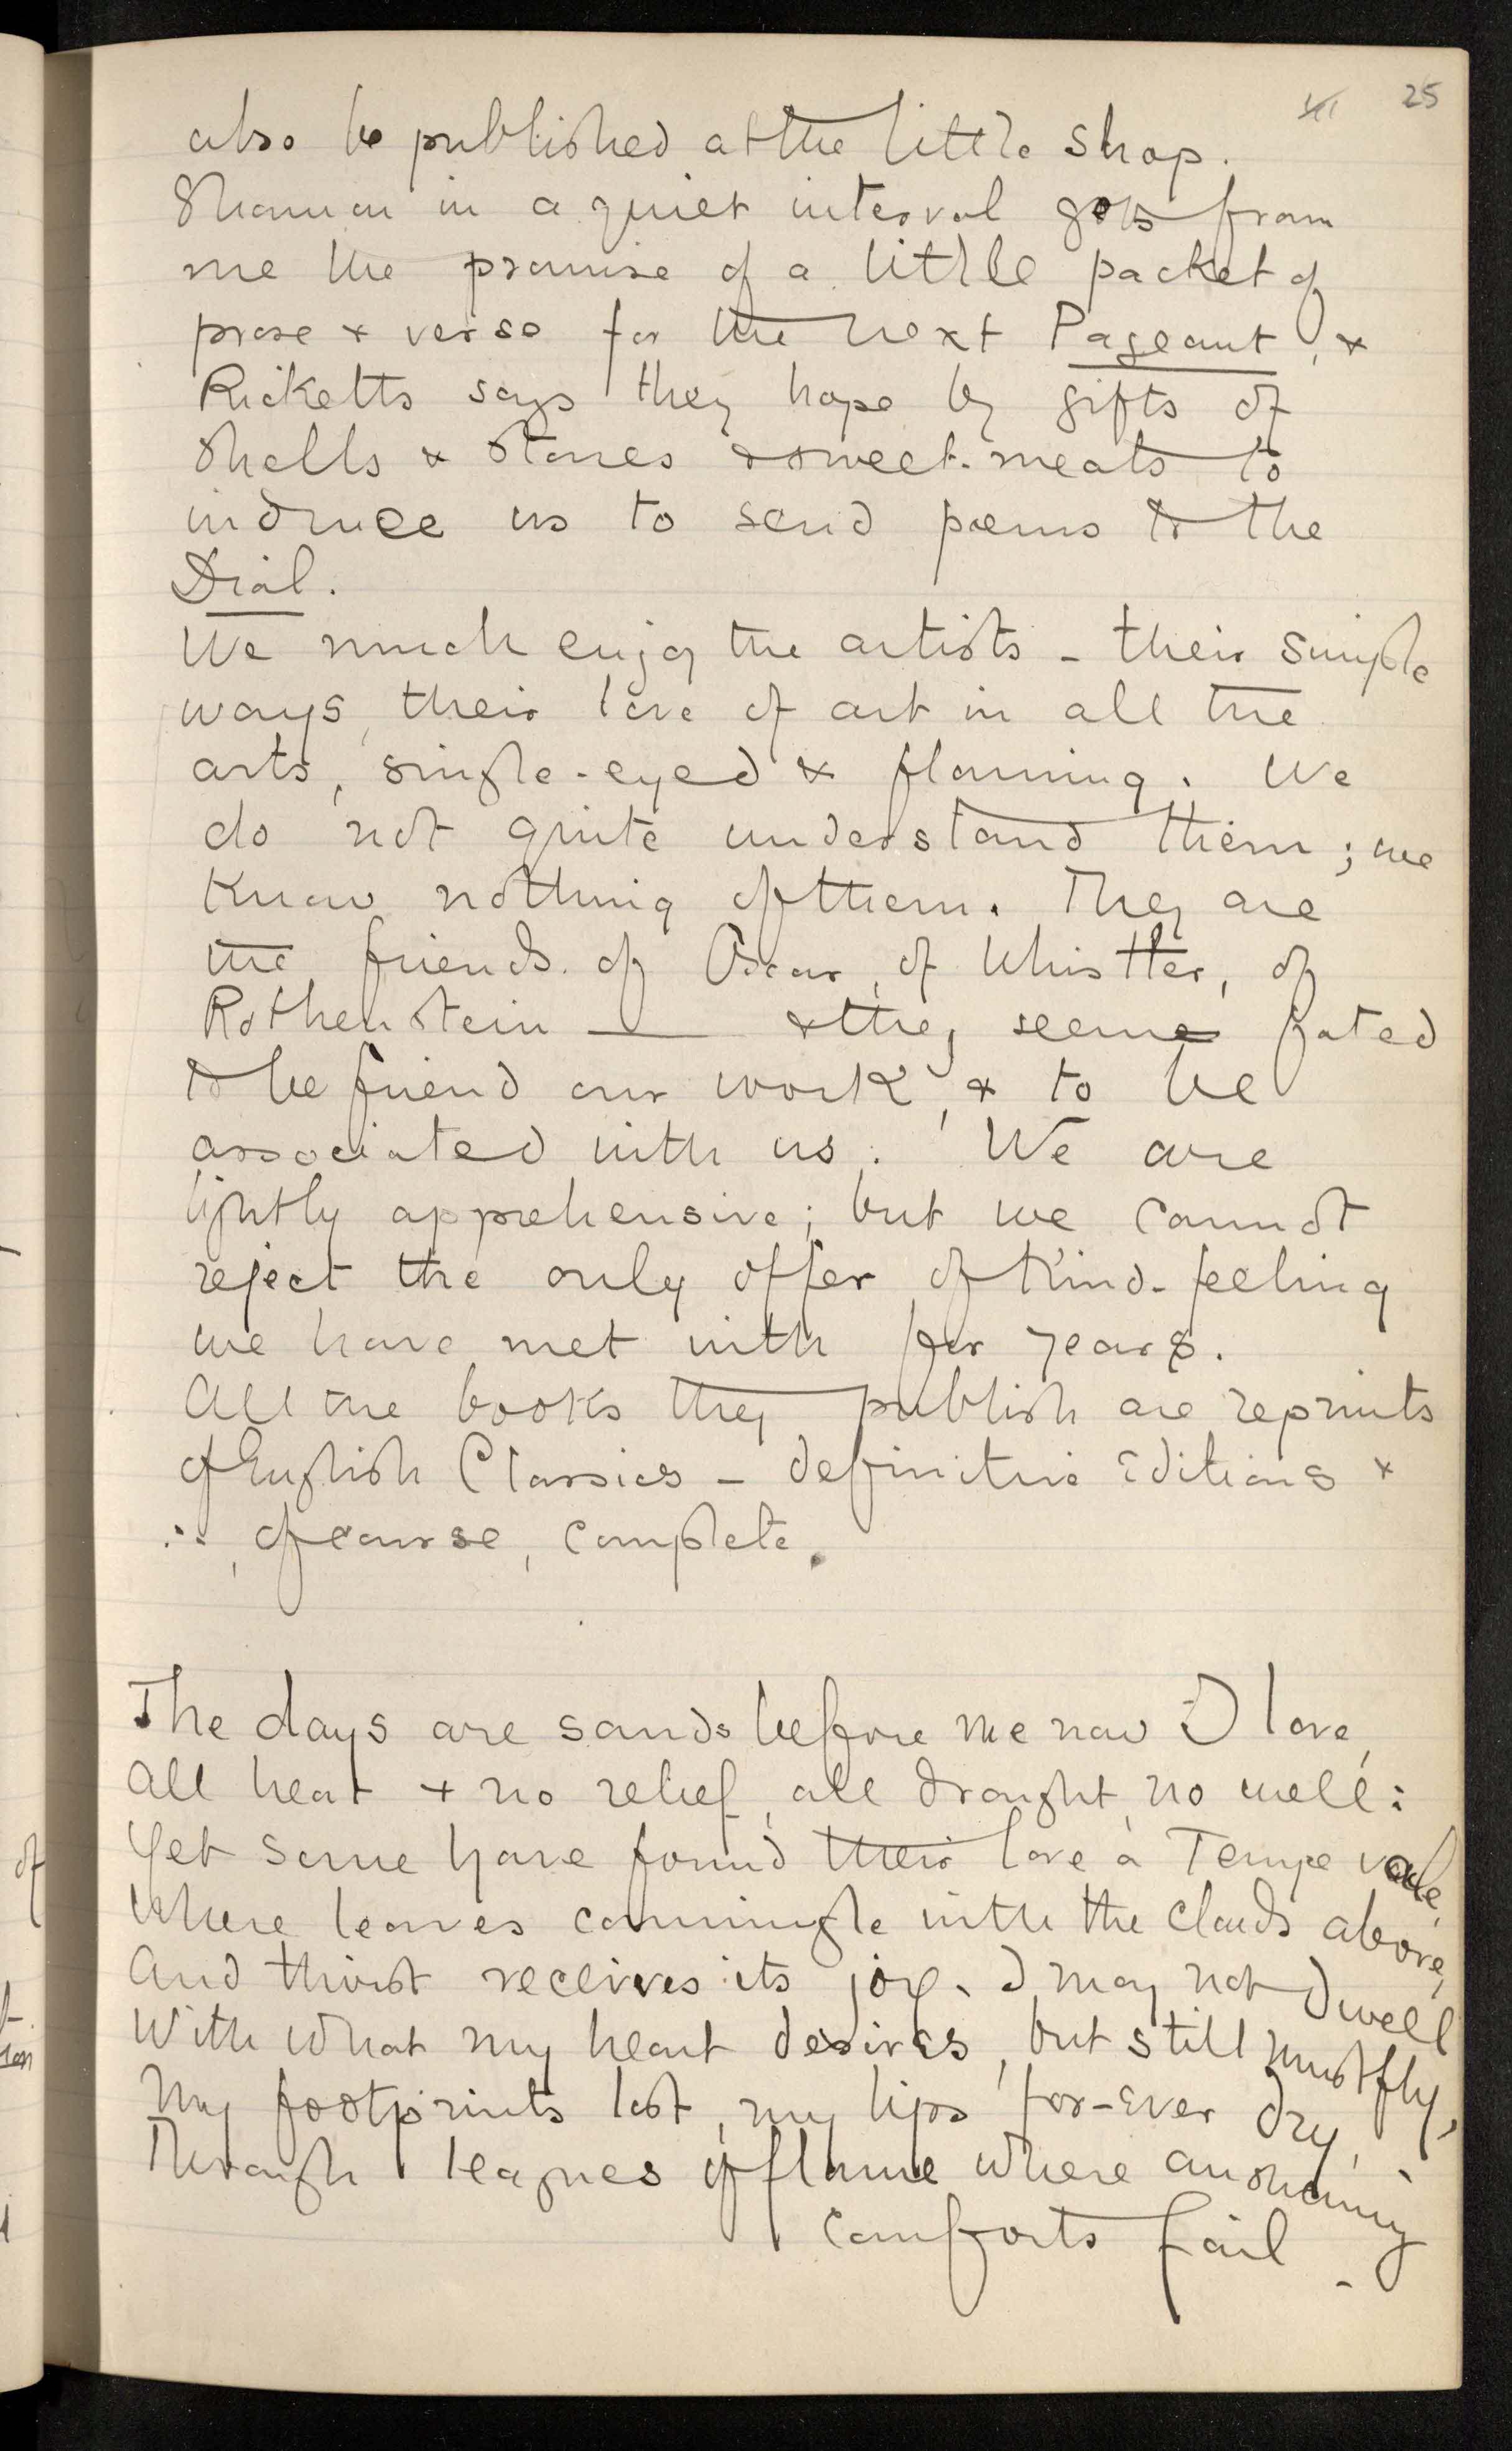 25
also be published at the little shop.
Shannon in a quiet interval gets from
me the promise of a little packet of
prose & verse for the next Pageant, &
Ricketts says they hope by gifts of
shells & stones & sweet-meats to
induce us to send poems to the
Dial.
We much enjoy the artists - their simple
ways, their love of art in all the
arts, single-eyed & flaming. We
do not quite understand them; we
know nothing of them. They are
the friends of Oscar, of Whistler, of
Rothenstein — & they seem fated
to befriend our work, & to be
associated with us. We are
lightly apprehensive; but we cannot
reject the only offer of kind-feeling
we have met with for years.
All the books they publish are reprints
of English Classics - definitive editions &
∴, of course, complete.
The days are sands before me now I love,
All heat + no relief, all drought, no well:
Yet some have found their love a Tempe vale,
Where leaves commingle with the clouds above,
And thirst receives its joy. I may not dwell
With what my heart desires, but still must fly,
My footprints lost, my lips for-ever dry,
Through leagues of flame where an shiny
comforts fail -
of